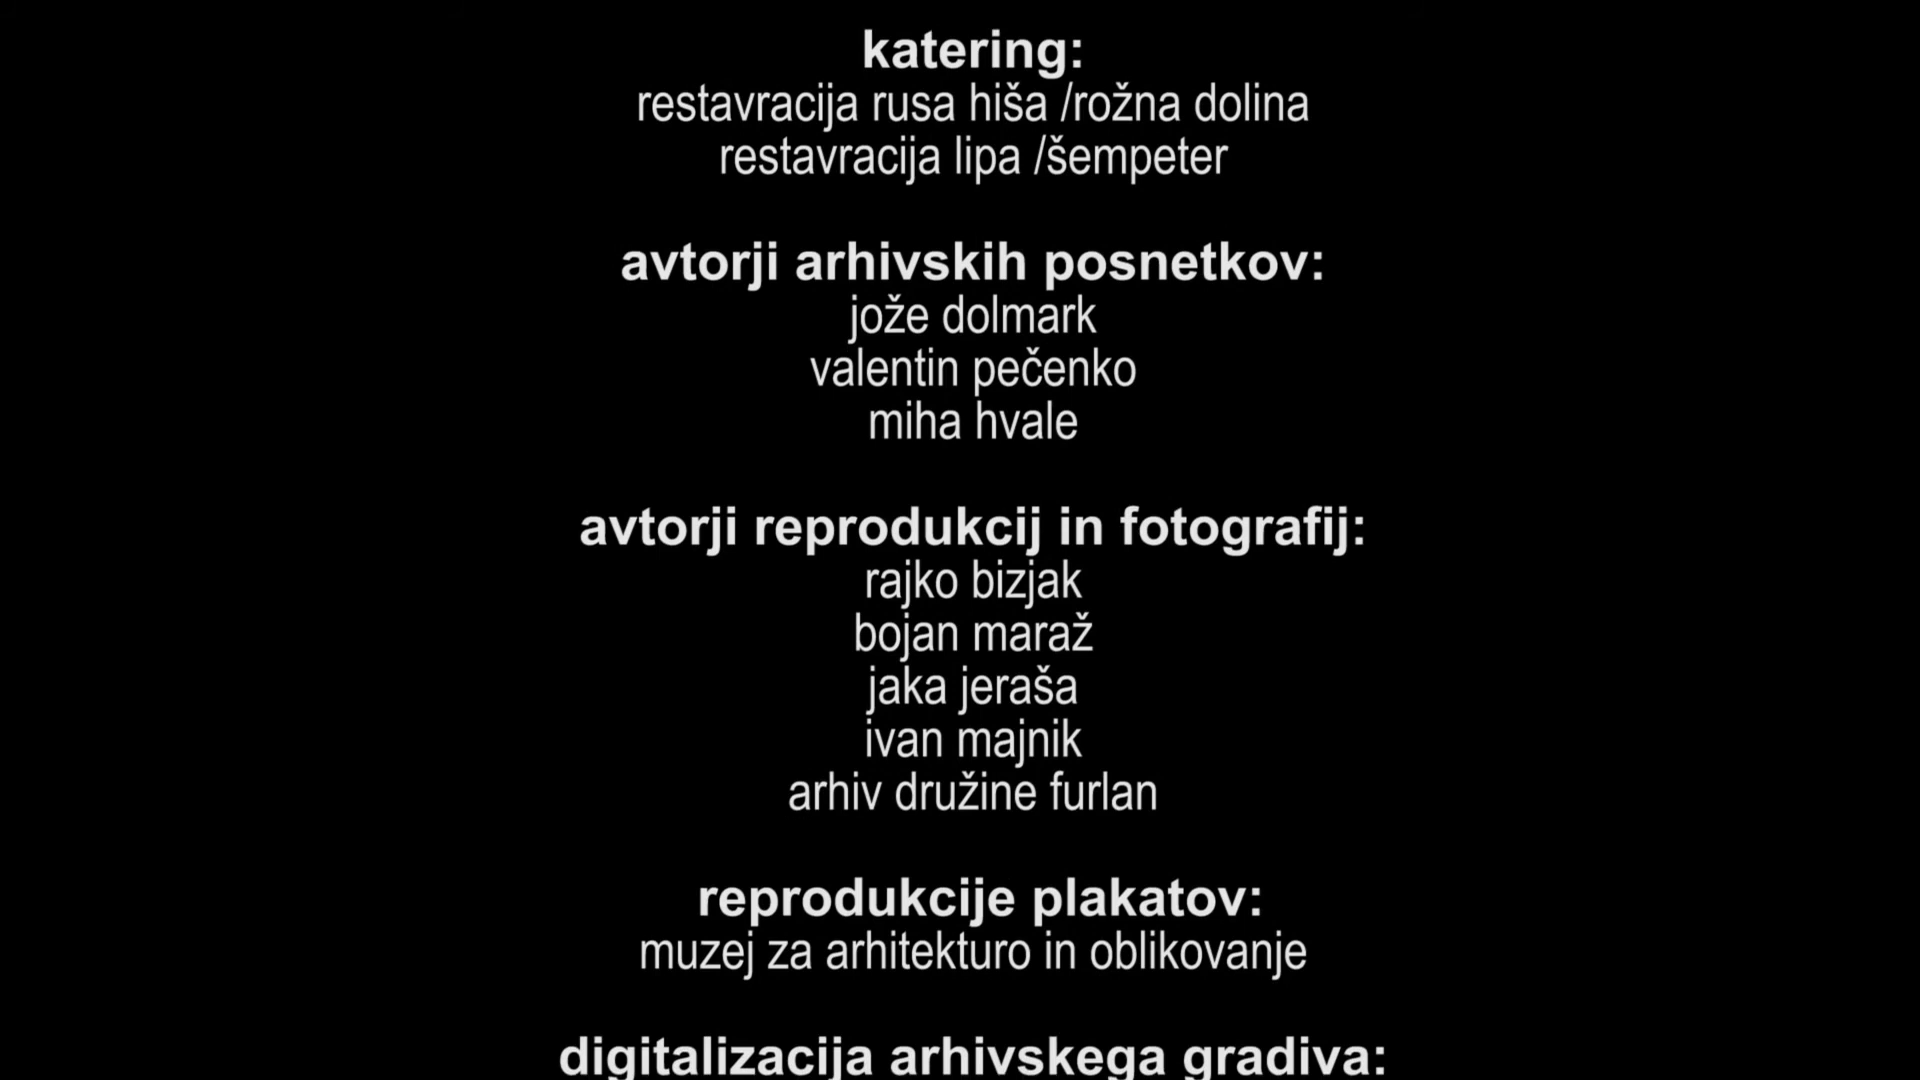 katering:
restavracija rusa hiša /rožna dolina
restavracija lipa /šempeter
avtorji arhivskih posnetkov:
jože dolmark
valentin pečenko
miha hvale
avtorji reprodukcij in fotografij:
rajko bizjak
bojan maraž
jaka jeraša
ivan majnik
arhiv družine furlan
reprodukcije plakatov:
muzej za arhitekturo in oblikovanje
digitalizacija arhivskega gradiva: